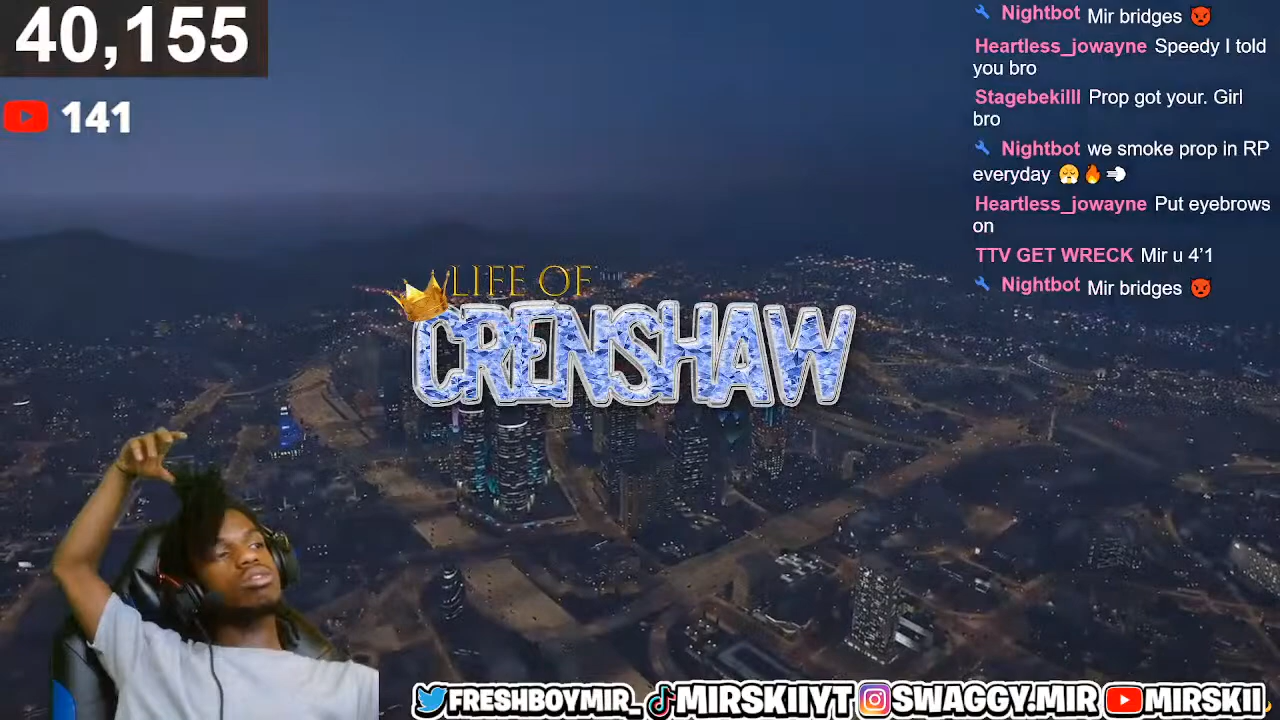 40,155
141
Nightbot Mir bridges 😈
Heartless_jowayne Speedy I told
you bro
Stagebekilll Prop got your. Girl
bro
Nightbot we smoke prop in RP
everyday 😤🔥💨
Heartless_jowayne Put eyebrows
on
TTV GET WRECK Mir u 4’1
Nightbot Mir bridges 😈
LIFE OF
CRENSHAW
FRESHBOYMIR_ MIRSKIIYT SWAGGY.MIR MIRSKII